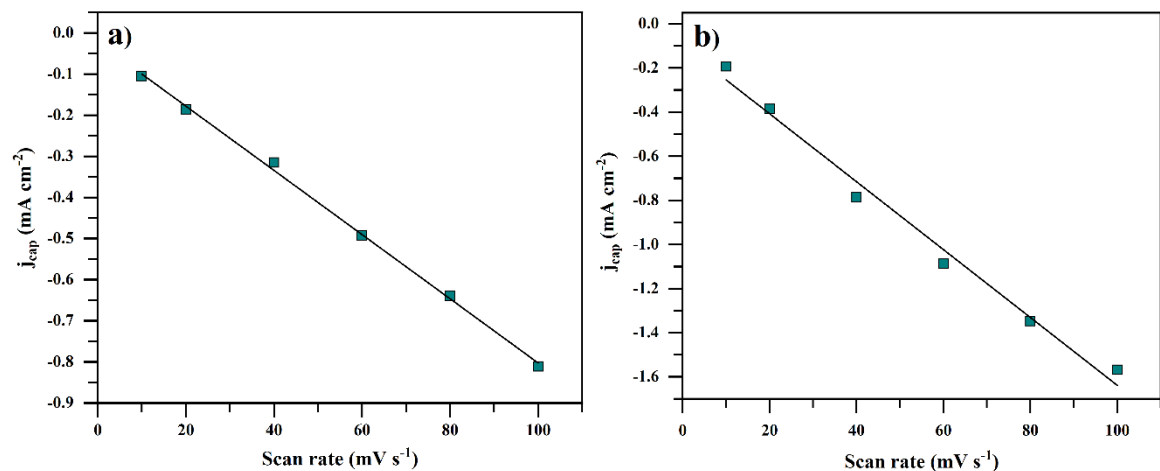 a)
0.0
-0.1
-0.2
-0.3
-0.4
-0.5
-0.6
-0.7
-0.8
-0.9
j_cap (mA cm⁻²)
0 20 40 60 80 100
Scan rate (mV s⁻¹)
b)
0.0
-0.2
-0.4
-0.6
-0.8
-1.0
-1.2
-1.4
-1.6
j_cap (mA cm⁻²)
0 20 40 60 80 100
Scan rate (mV s⁻¹)